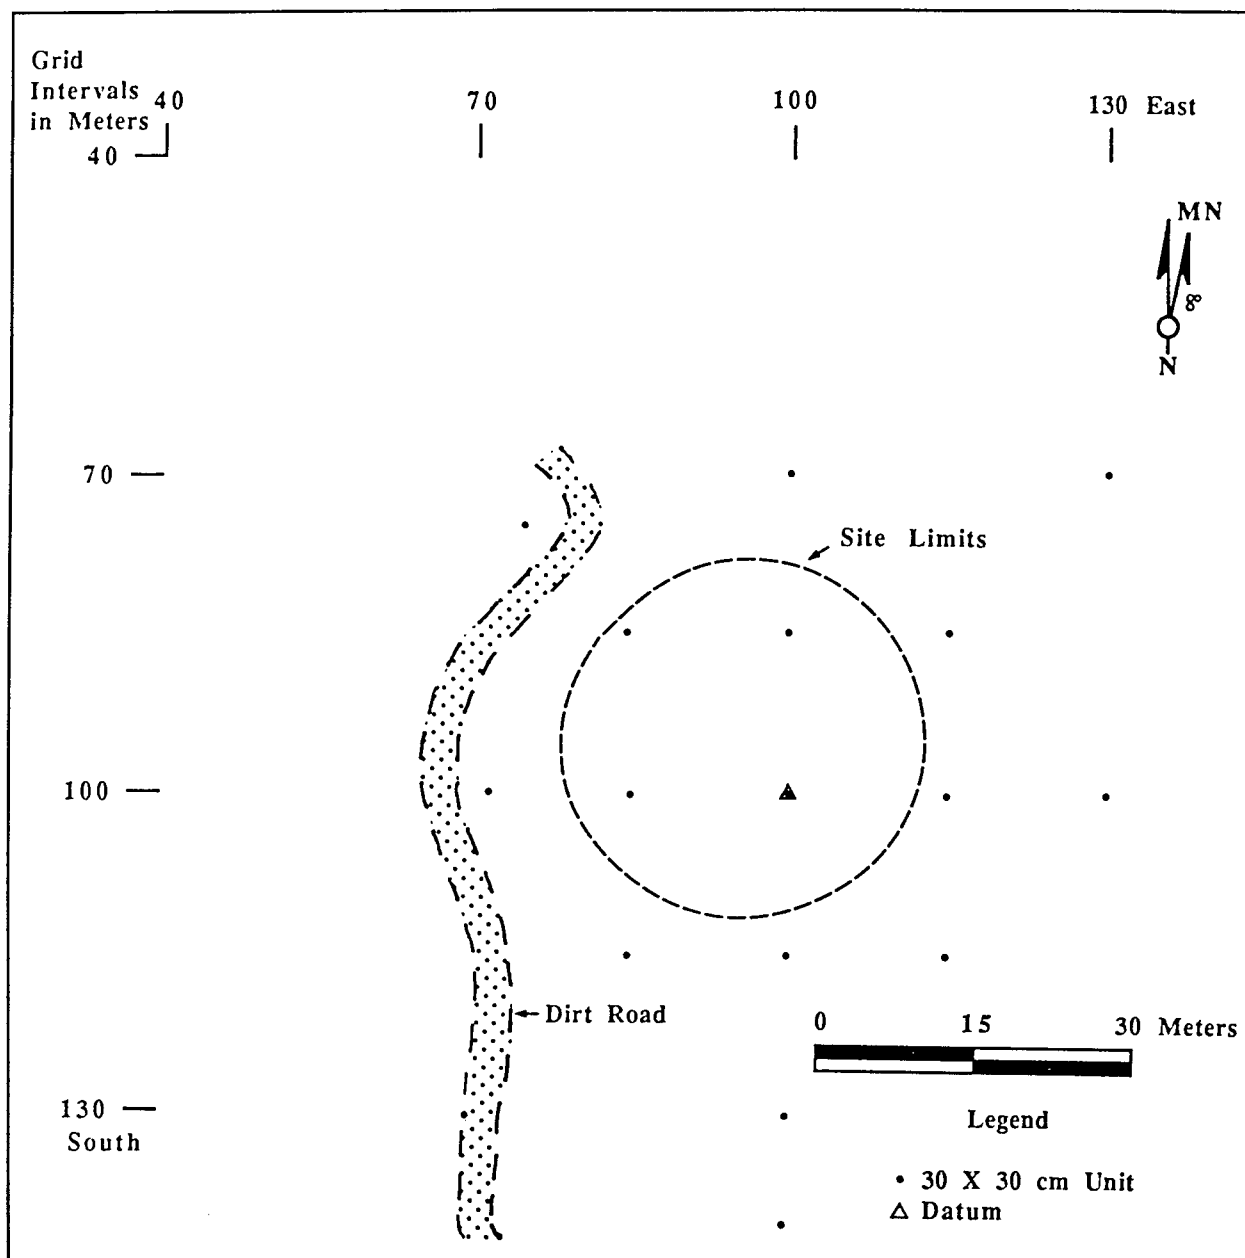 Grid
Intervals
in Meters
40 70 100 130 East
40
MN
8°
N
70
Site Limits
100
Dirt Road
0 15 30 Meters
130
South
Legend
30 X 30 cm Unit
Datum